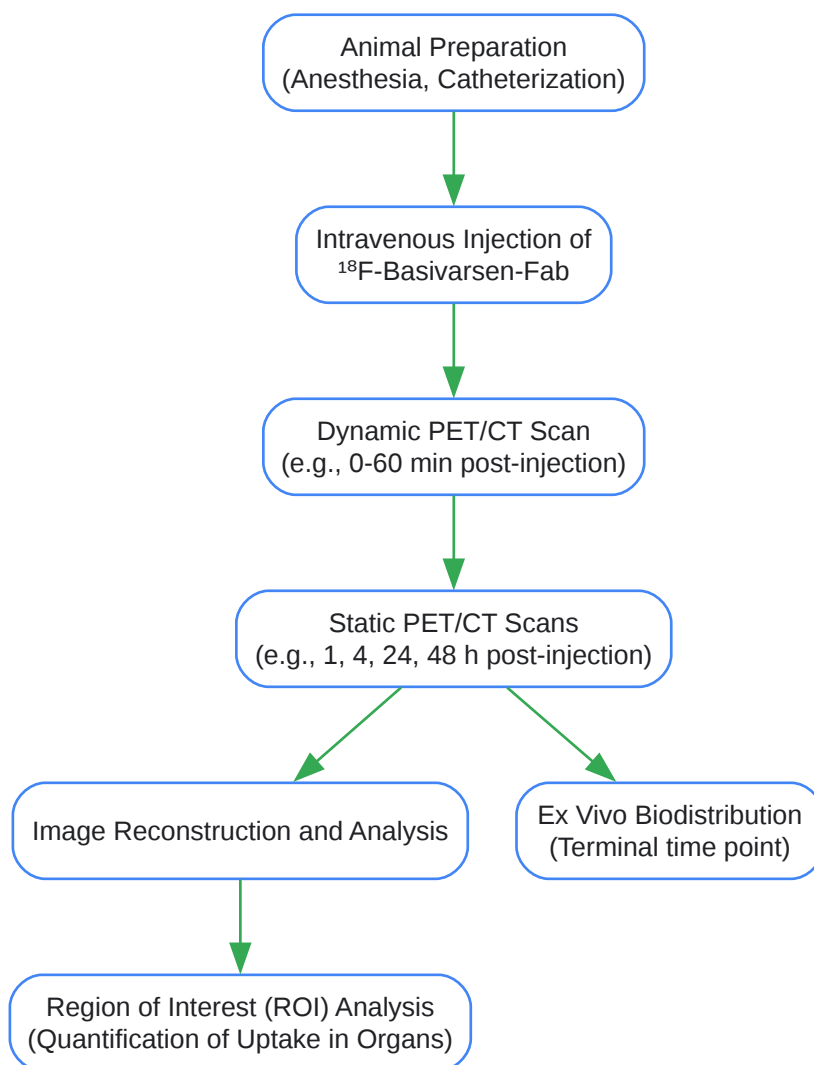 Animal Preparation
(Anesthesia, Catheterization)
Intravenous Injection of
¹⁸F-Basivarsen-Fab
Dynamic PET/CT Scan
(e.g., 0-60 min post-injection)
Static PET/CT Scans
(e.g., 1, 4, 24, 48 h post-injection)
Image Reconstruction and Analysis
Ex Vivo Biodistribution
(Terminal time point)
Region of Interest (ROI) Analysis
(Quantification of Uptake in Organs)